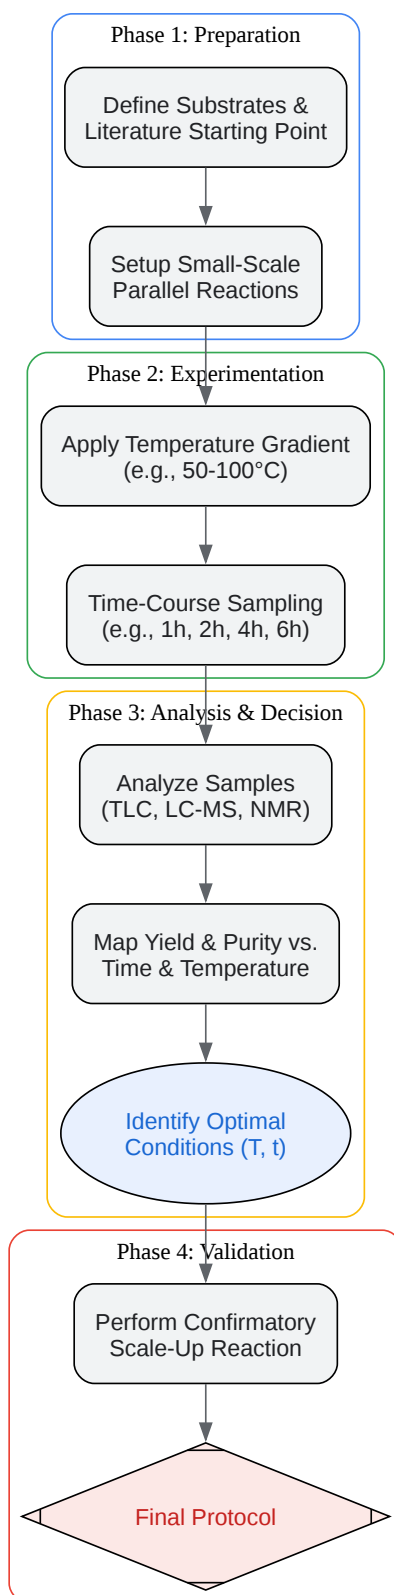 Phase 1: Preparation
Define Substrates &
Literature Starting Point
Setup Small-Scale
Parallel Reactions
Phase 2: Experimentation
Apply Temperature Gradient
(e.g., 50-100°C)
Time-Course Sampling
(e.g., 1h, 2h, 4h, 6h)
Phase 3: Analysis & Decision
Analyze Samples
(TLC, LC-MS, NMR)
Map Yield & Purity vs.
Time & Temperature
Identify Optimal
Conditions (T, t)
Phase 4: Validation
Perform Confirmatory
Scale-Up Reaction
Final Protocol